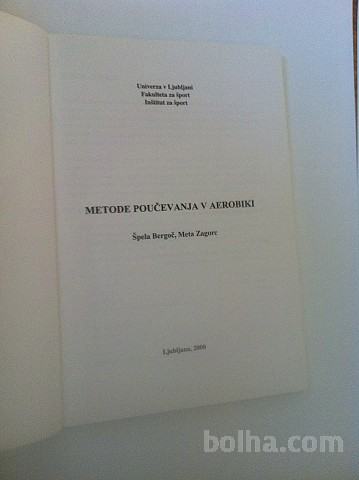 Univerza v Ljubljani
Fakulteta za šport
Inštitut za šport
METODE POUČEVANJA V AEROBIKI
Špela Bergoč, Meta Zagorc
Ljubljana, 2000
bolha.com